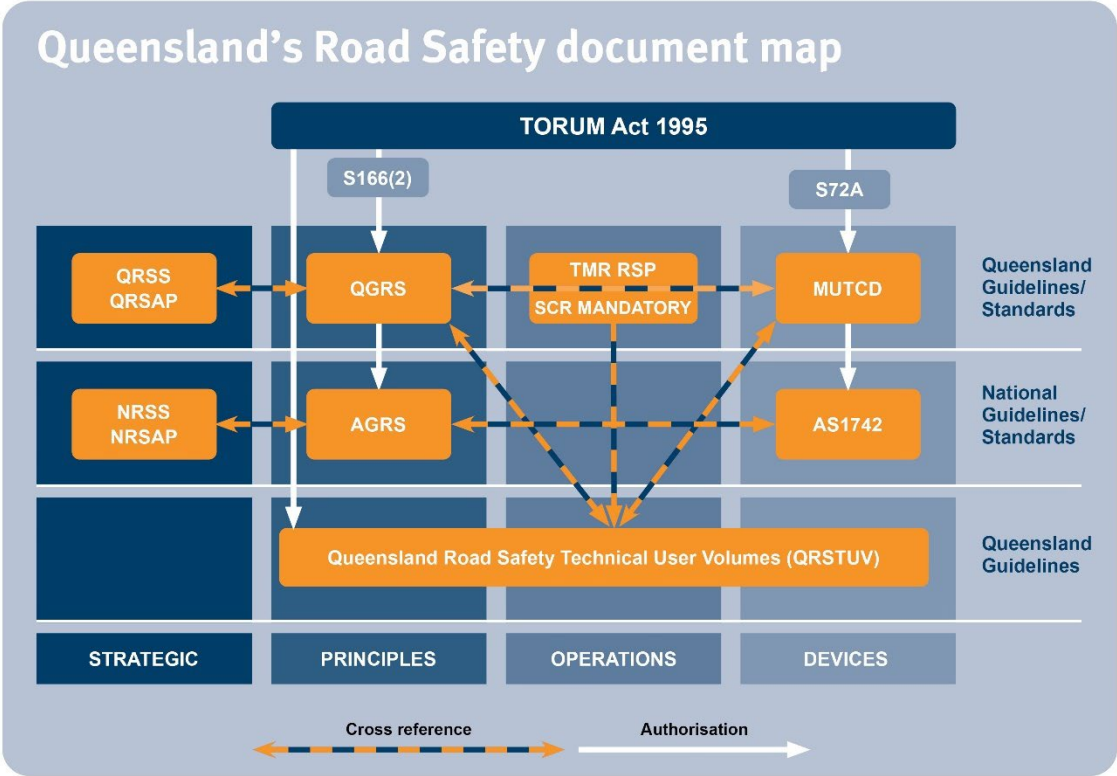 Queensland's Road Safety document map
TORUM Act 1995
S166(2)
S72A
QRSS
QRSAP
QGRS
TMR RSP
SCR MANDATORY
MUTCD
Queensland
Guidelines/
Standards
NRSS
NRSAP
AGRS
AS1742
National
Guidelines/
Standards
Queensland Road Safety Technical User Volumes (QRSTUV)
Queensland
Guidelines
STRATEGIC
PRINCIPLES
OPERATIONS
DEVICES
Cross reference
Authorisation